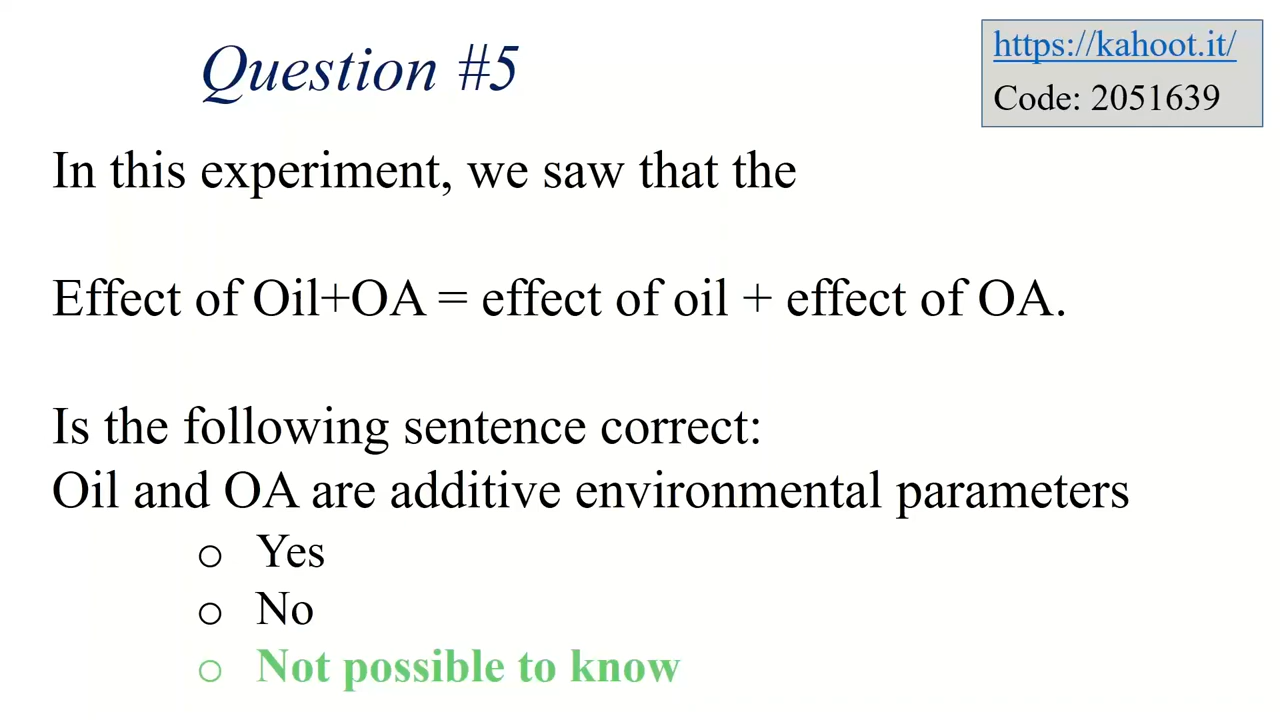 Question #5
https://kahoot.it/
Code: 2051639
In this experiment, we saw that the
Effect of Oil+OA = effect of oil + effect of OA.
Is the following sentence correct:
Oil and OA are additive environmental parameters
o Yes
o No
o Not possible to know